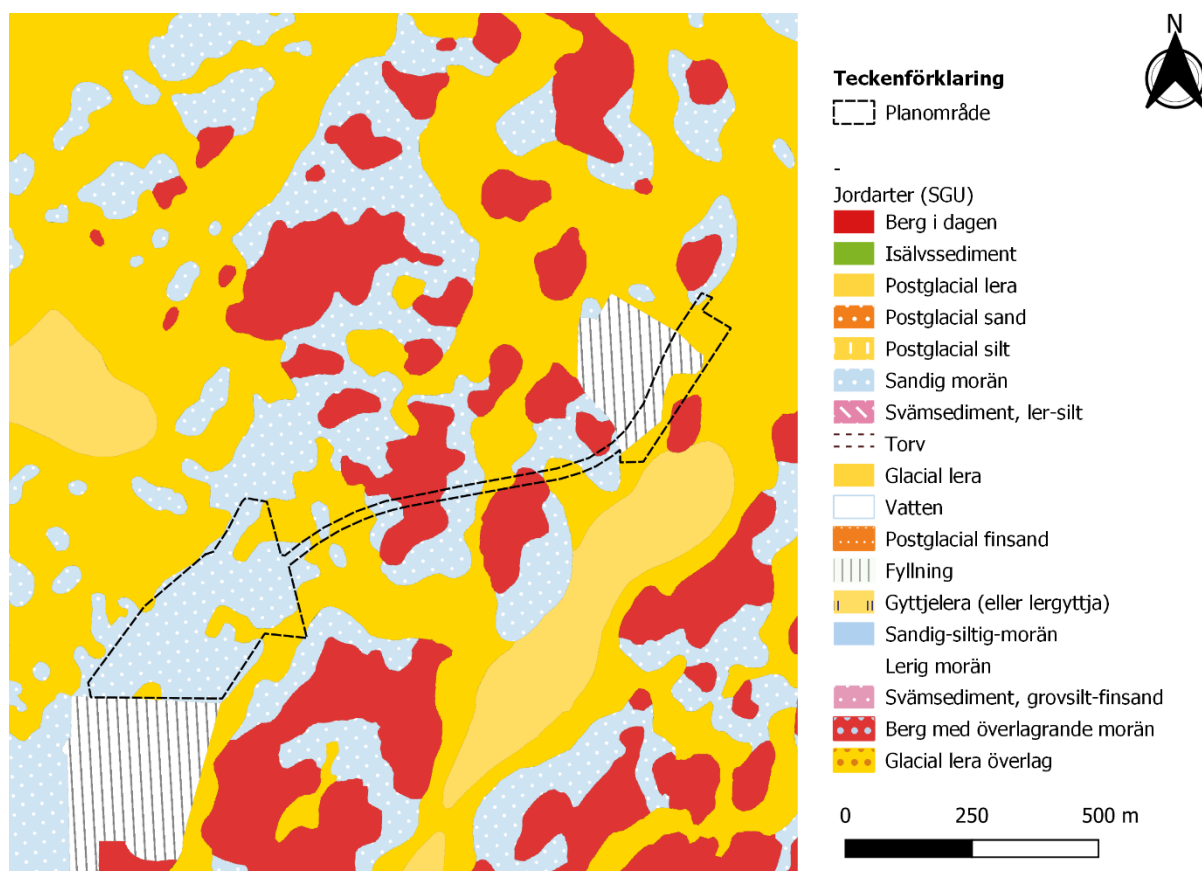 N
Teckenförklaring
Planområde
-
Jordarter (SGU)
Berg i dagen
Isälvssediment
Postglacial lera
Postglacial sand
Postglacial silt
Sandig morän
Svämsediment, ler-silt
Torv
Glacial lera
Vatten
Postglacial finsand
Fyllning
Gyttjelera (eller lergyttja)
Sandig-siltig-morän
Lerig morän
Svämsediment, grovsilt-finsand
Berg med överlagrande morän
Glacial lera överlag
0 250 500 m